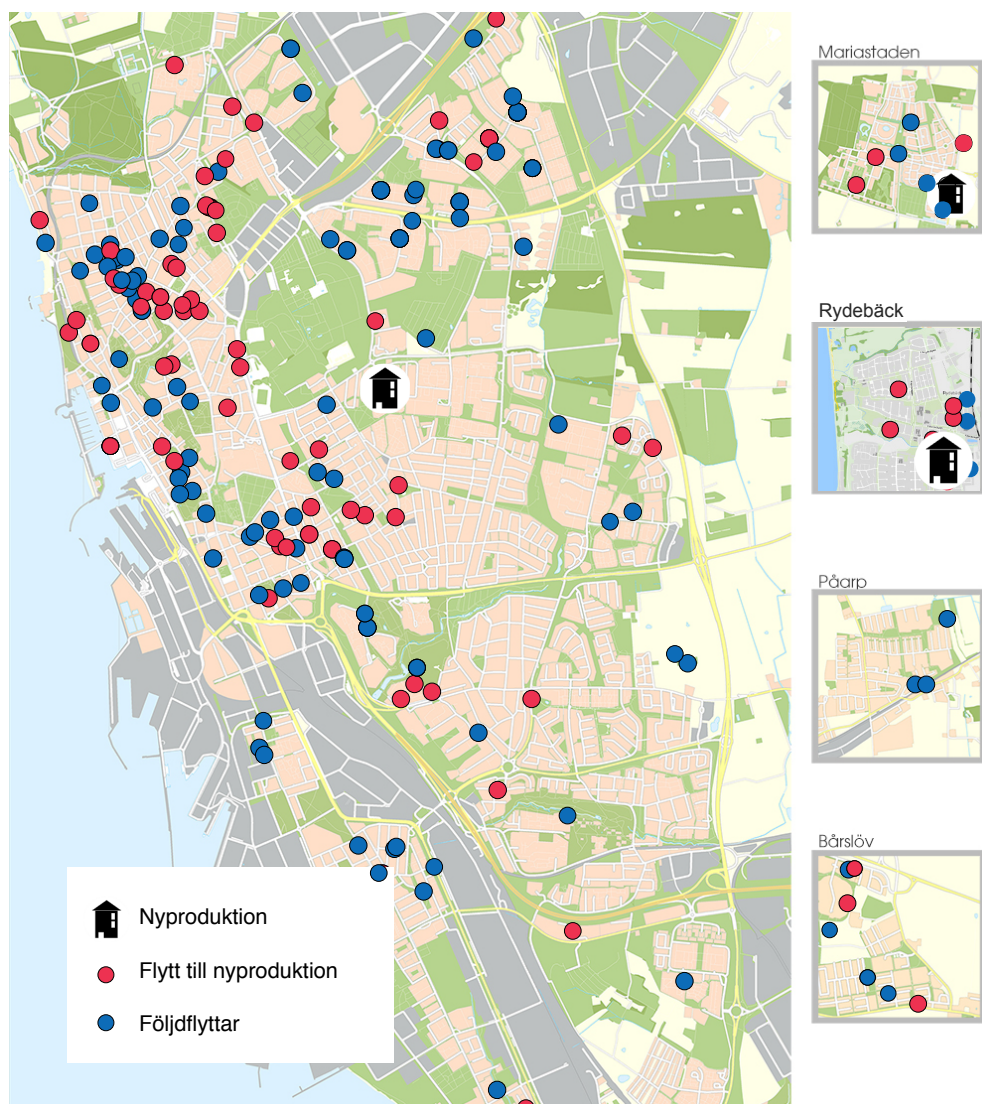 Mariastaden
Rydebäck
Påarp
Bårslöv
Nyproduktion
Flytt till nyproduktion
Följdflyttar